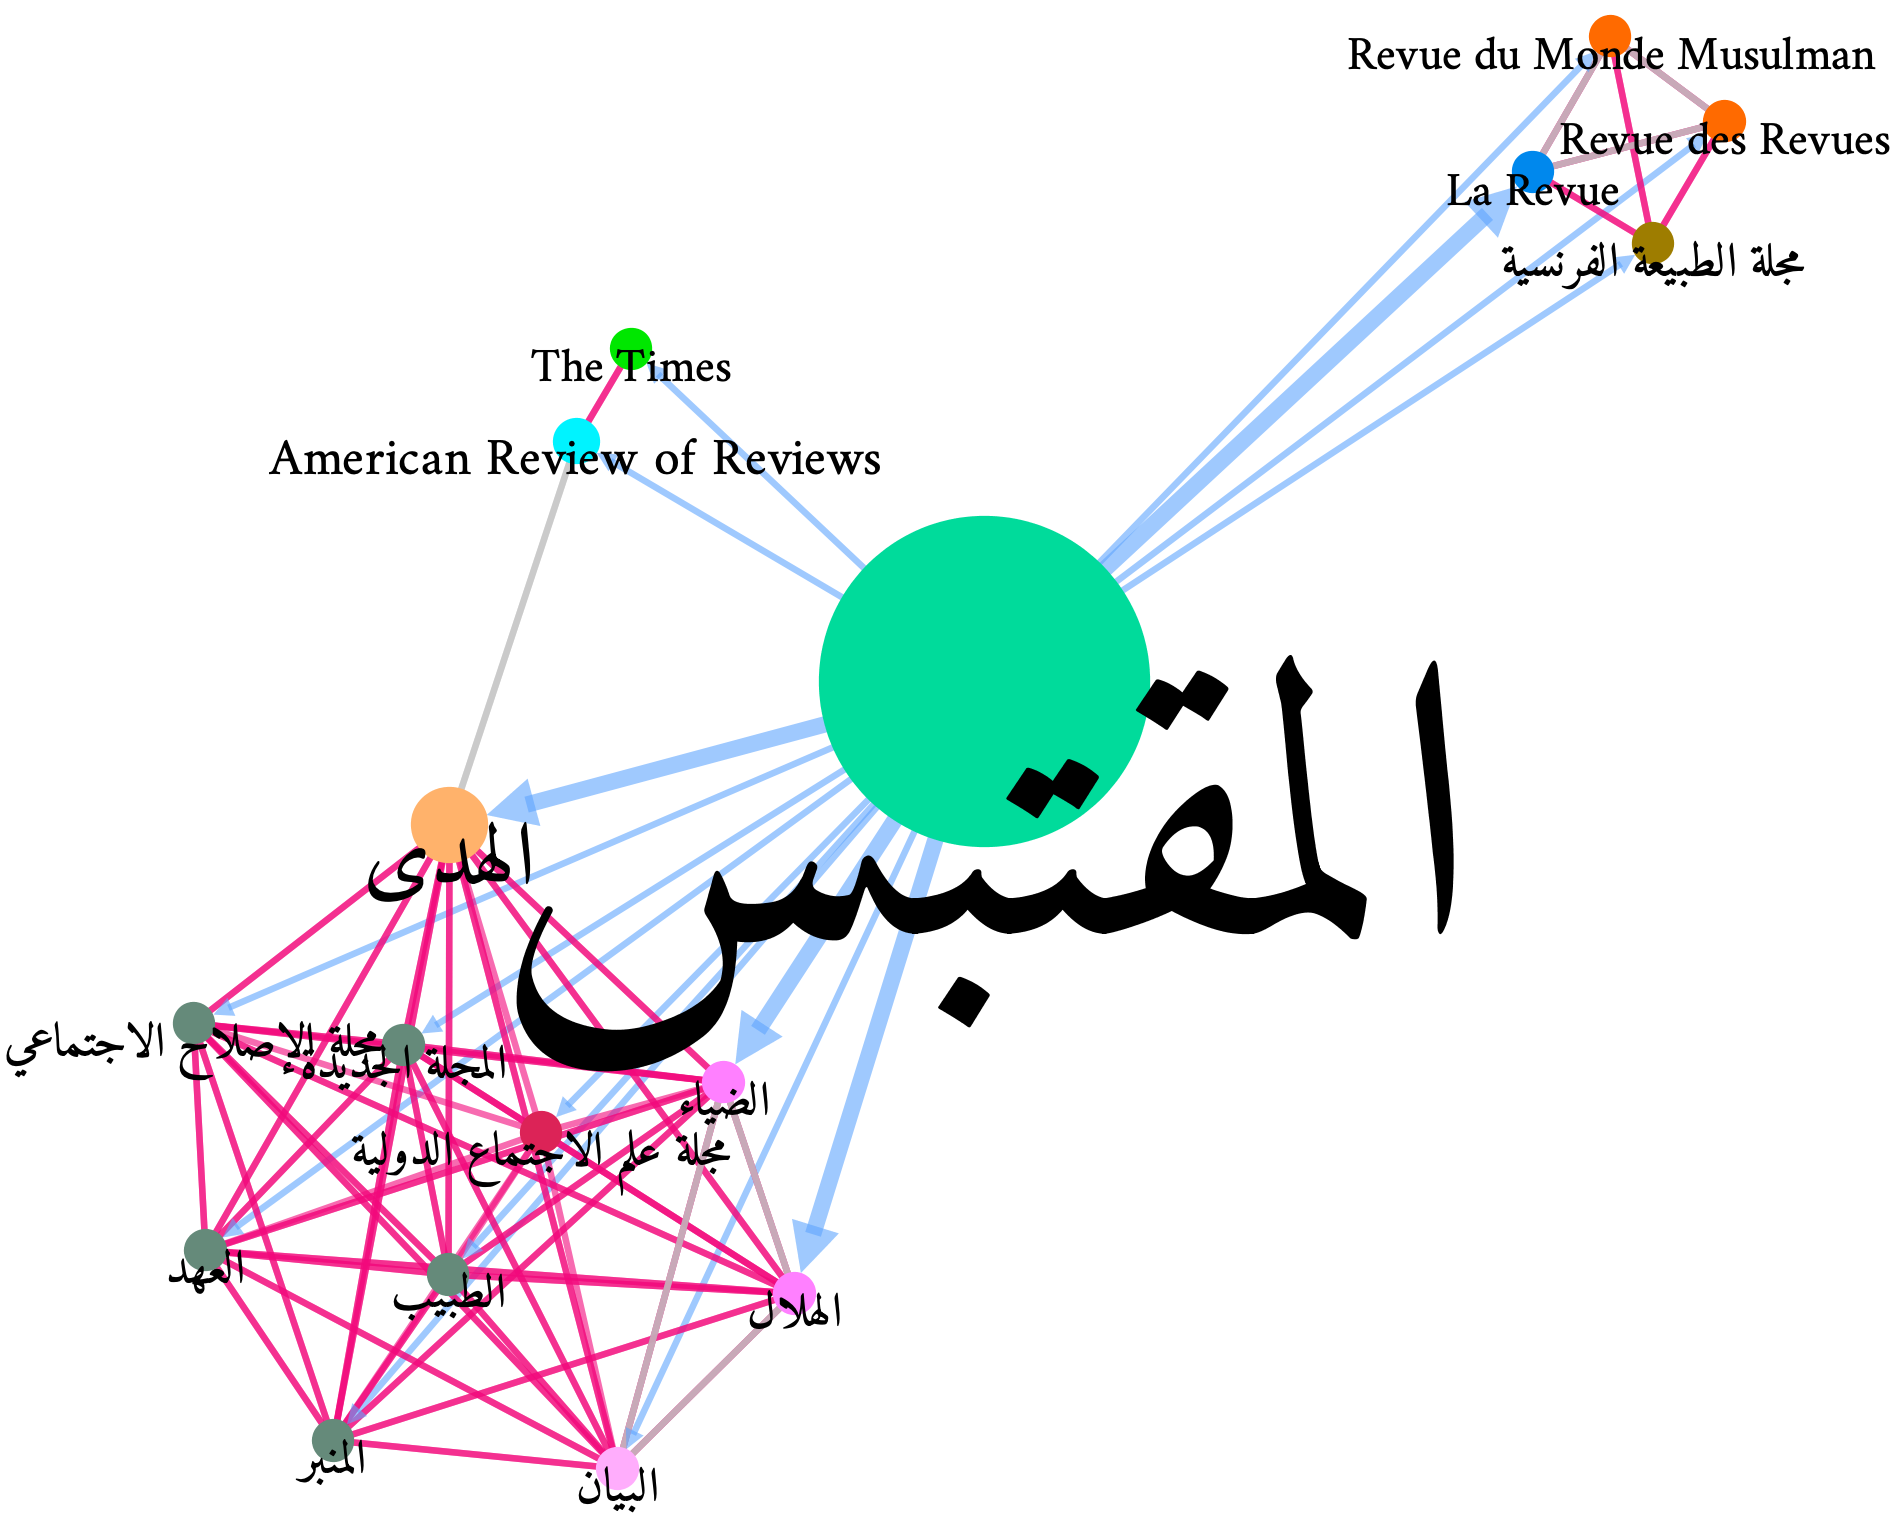 Revue du Monde Musulman
Revue des Revues
La Revue
مجلة الطبيعة الفرنسية
The Times
American Review of Reviews
المقتبس
الهدى
مجلة الاصلاح الاجتماعي
المجلة الجديدة
الضياء
مجلة علم الاجتماع الدولية
العهد
الطبيب
الهلال
المنبر
البيان